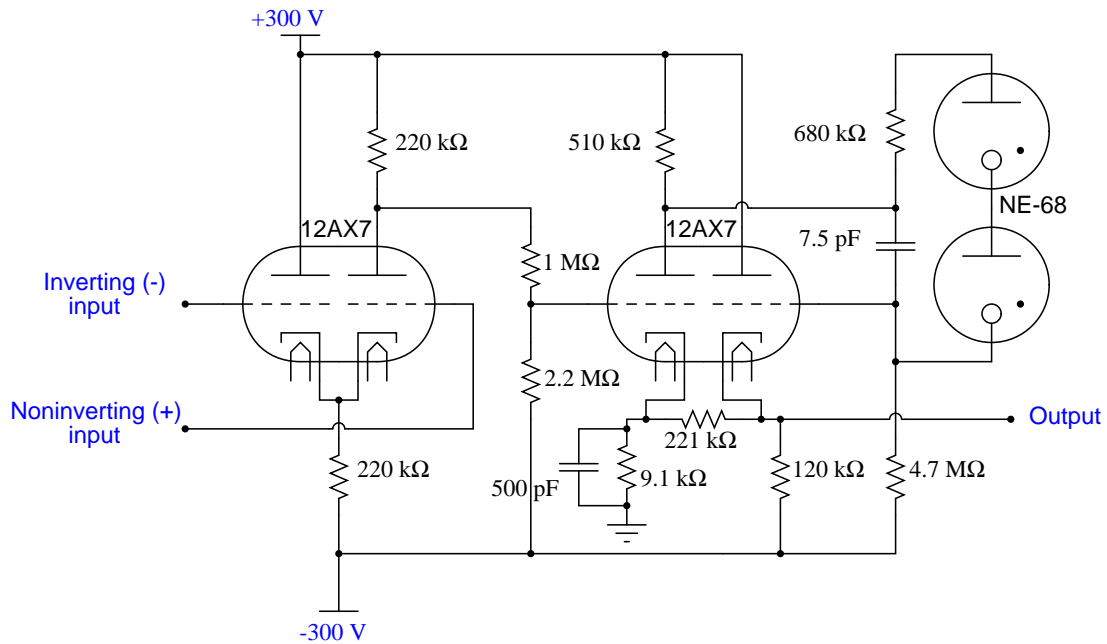 +300 V
220 kΩ
510 kΩ
680 kΩ
NE-68
12AX7
12AX7
7.5 pF
1 MΩ
Inverting (-)
input
2.2 MΩ
Noninverting (+)
input
Output
221 kΩ
220 kΩ
500 pF
9.1 kΩ
120 kΩ
4.7 MΩ
-300 V